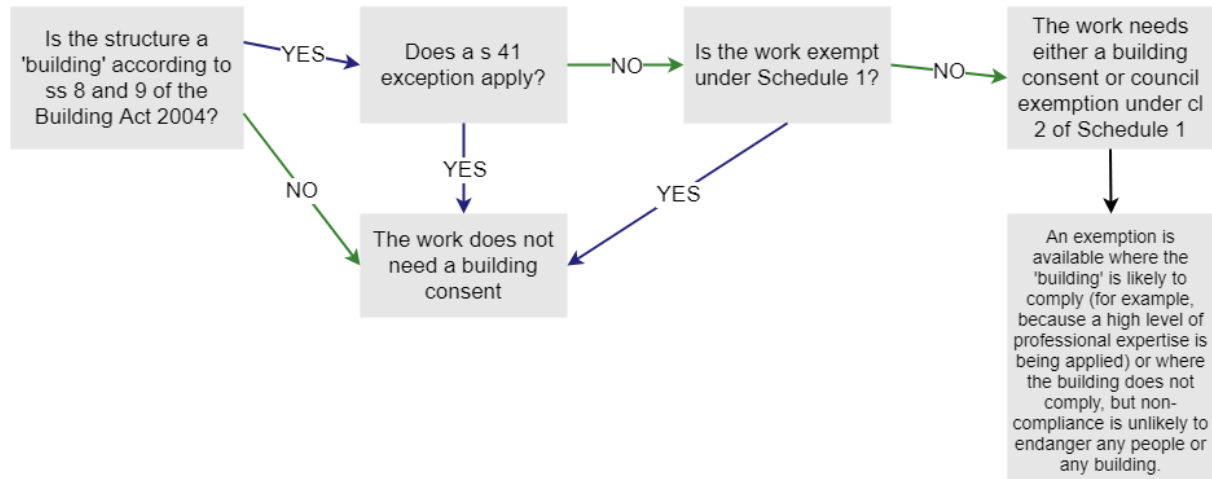 Is the structure a
'building' according to
ss 8 and 9 of the
Building Act 2004?
YES
Does a s 41
exception apply?
NO
Is the work exempt
under Schedule 1?
NO
The work needs
either a building
consent or council
exemption under cl
2 of Schedule 1
NO
YES
YES
The work does not
need a building
consent
An exemption is
available where the
'building' is likely to
comply (for example,
because a high level of
professional expertise is
being applied) or where
the building does not
comply, but non-
compliance is unlikely to
endanger any people or
any building.